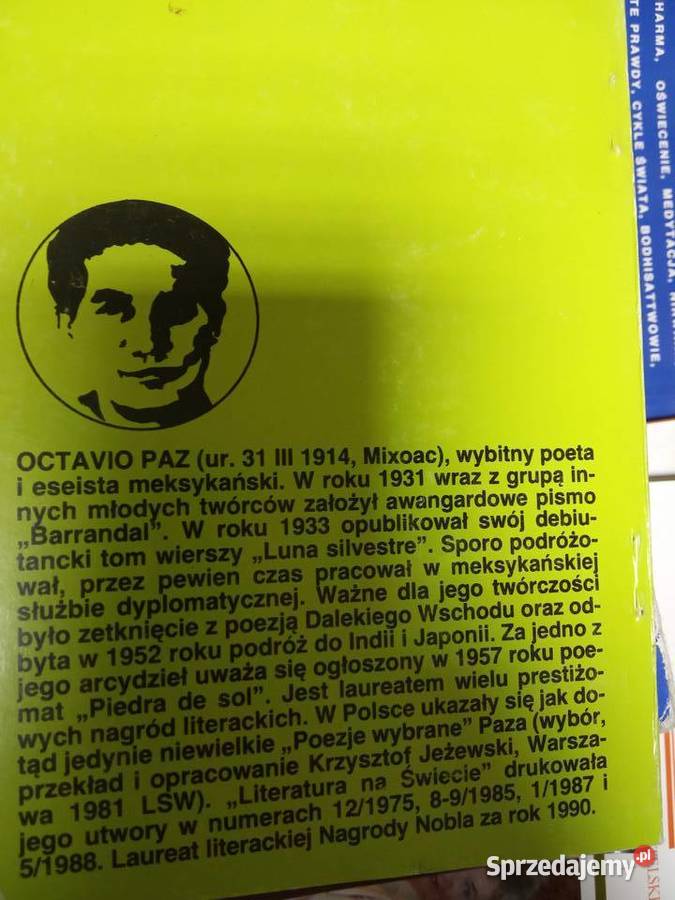 OCTAVIO PAZ (ur. 31 III 1914, Mixoac), wybitny poeta
i eseista meksykański. W roku 1931 wraz z grupą in-
nych młodych twórców założył awangardowe pismo
„Barrandal”. W roku 1933 opublikował swój debiu-
tancki tom wierszy „Luna silvestre”. Sporo podróżo-
wał, przez pewien czas pracował w meksykańskiej
służbie dyplomatycznej. Ważne dla jego twórczości
było zetknięcie z poezją Dalekiego Wschodu oraz od-
byta w 1952 roku podróż do Indii i Japonii. Za jedno z
jego arcydzieł uważa się ogłoszony w 1957 roku poe-
mat „Piedra de sol”. Jest laureatem wielu prestiżo-
wych nagród literackich. W Polsce ukazały się jak do-
tąd jedynie niewielkie „Poezje wybrane” Paza (wybór,
przekład i opracowanie Krzysztof Jeżewski, Warsza-
wa 1981 LSW). „Literatura na Świecie” drukowała
jego utwory w numerach 12/1975, 8-9/1985, 1/1987 i
5/1988. Laureat literackiej Nagrody Nobla za rok 1990.
HARMA, OŚWIECENIE, MEDYTACJA,
TE PRAWDY, CYKLE ŚWIATA, BODHISATTWOWIE,
Sprzedajemy.pl